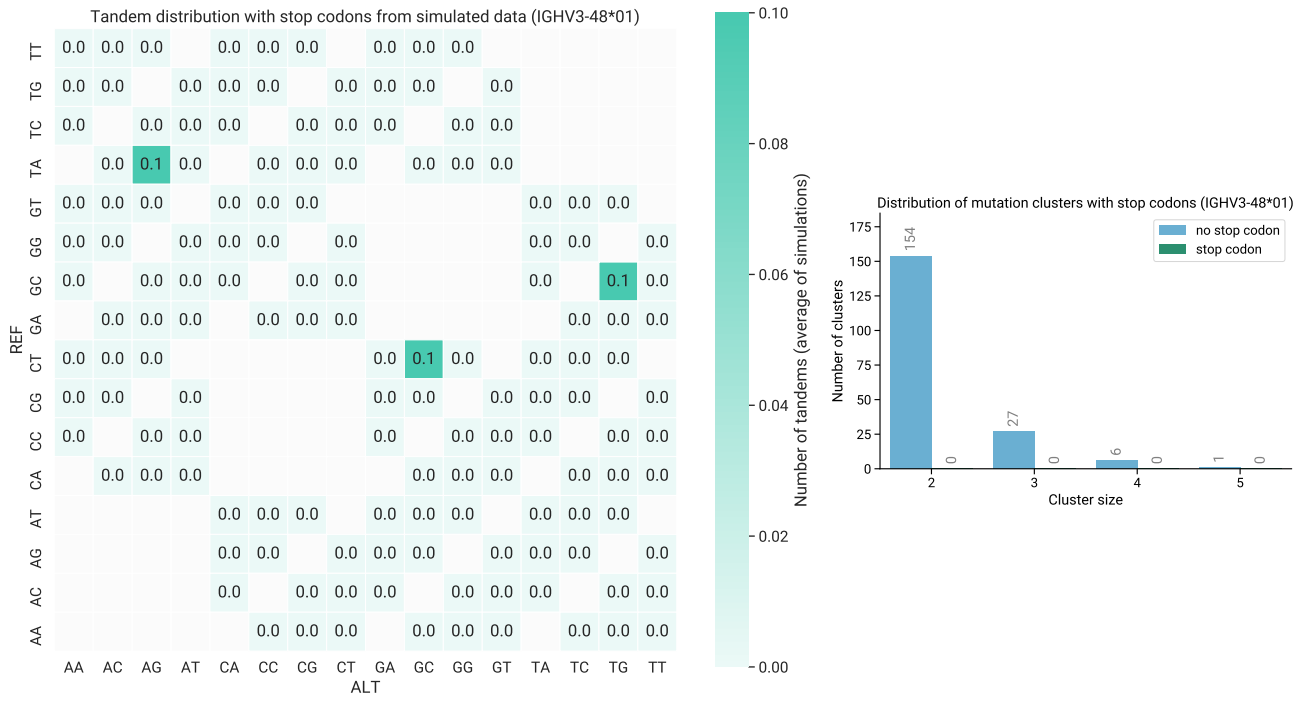 Tandem distribution with stop codons from simulated data (IGHV3-48*01)
TT 0.0 0.0 0.0 0.0 0.0 0.0 0.0 0.0 0.0
TG 0.0 0.0 0.0 0.0 0.0 0.0 0.0 0.0 0.0
TC 0.0 0.0 0.0 0.0 0.0 0.0 0.0 0.0 0.0
TA 0.0 0.1 0.0 0.0 0.0 0.0 0.0 0.0 0.0
GT 0.0 0.0 0.0 0.0 0.0 0.0 0.0 0.0 0.0
GG 0.0 0.0 0.0 0.0 0.0 0.0 0.0 0.0 0.0
GC 0.0 0.0 0.0 0.0 0.0 0.0 0.0 0.1 0.0
GA 0.0 0.0 0.0 0.0 0.0 0.0 0.0 0.0 0.0
CT 0.0 0.0 0.0 0.0 0.1 0.0 0.0 0.0 0.0
CG 0.0 0.0 0.0 0.0 0.0 0.0 0.0 0.0 0.0
CC 0.0 0.0 0.0 0.0 0.0 0.0 0.0 0.0 0.0
CA 0.0 0.0 0.0 0.0 0.0 0.0 0.0 0.0 0.0
AT 0.0 0.0 0.0 0.0 0.0 0.0 0.0 0.0 0.0
AG 0.0 0.0 0.0 0.0 0.0 0.0 0.0 0.0 0.0
AC 0.0 0.0 0.0 0.0 0.0 0.0 0.0 0.0 0.0
AA 0.0 0.0 0.0 0.0 0.0 0.0 0.0 0.0 0.0
AA AC AG AT CA CC CG CT GA GC GG GT TA TC TG TT
ALT
REF
0.10
0.08
0.06
0.04
0.02
0.00
Number of tandems (average of simulations)
Distribution of mutation clusters with stop codons (IGHV3-48*01)
no stop codon
stop codon
175
150
125
100
75
50
25
0
Number of clusters
154 0 27 0 6 0 1 0
2 3 4 5
Cluster size